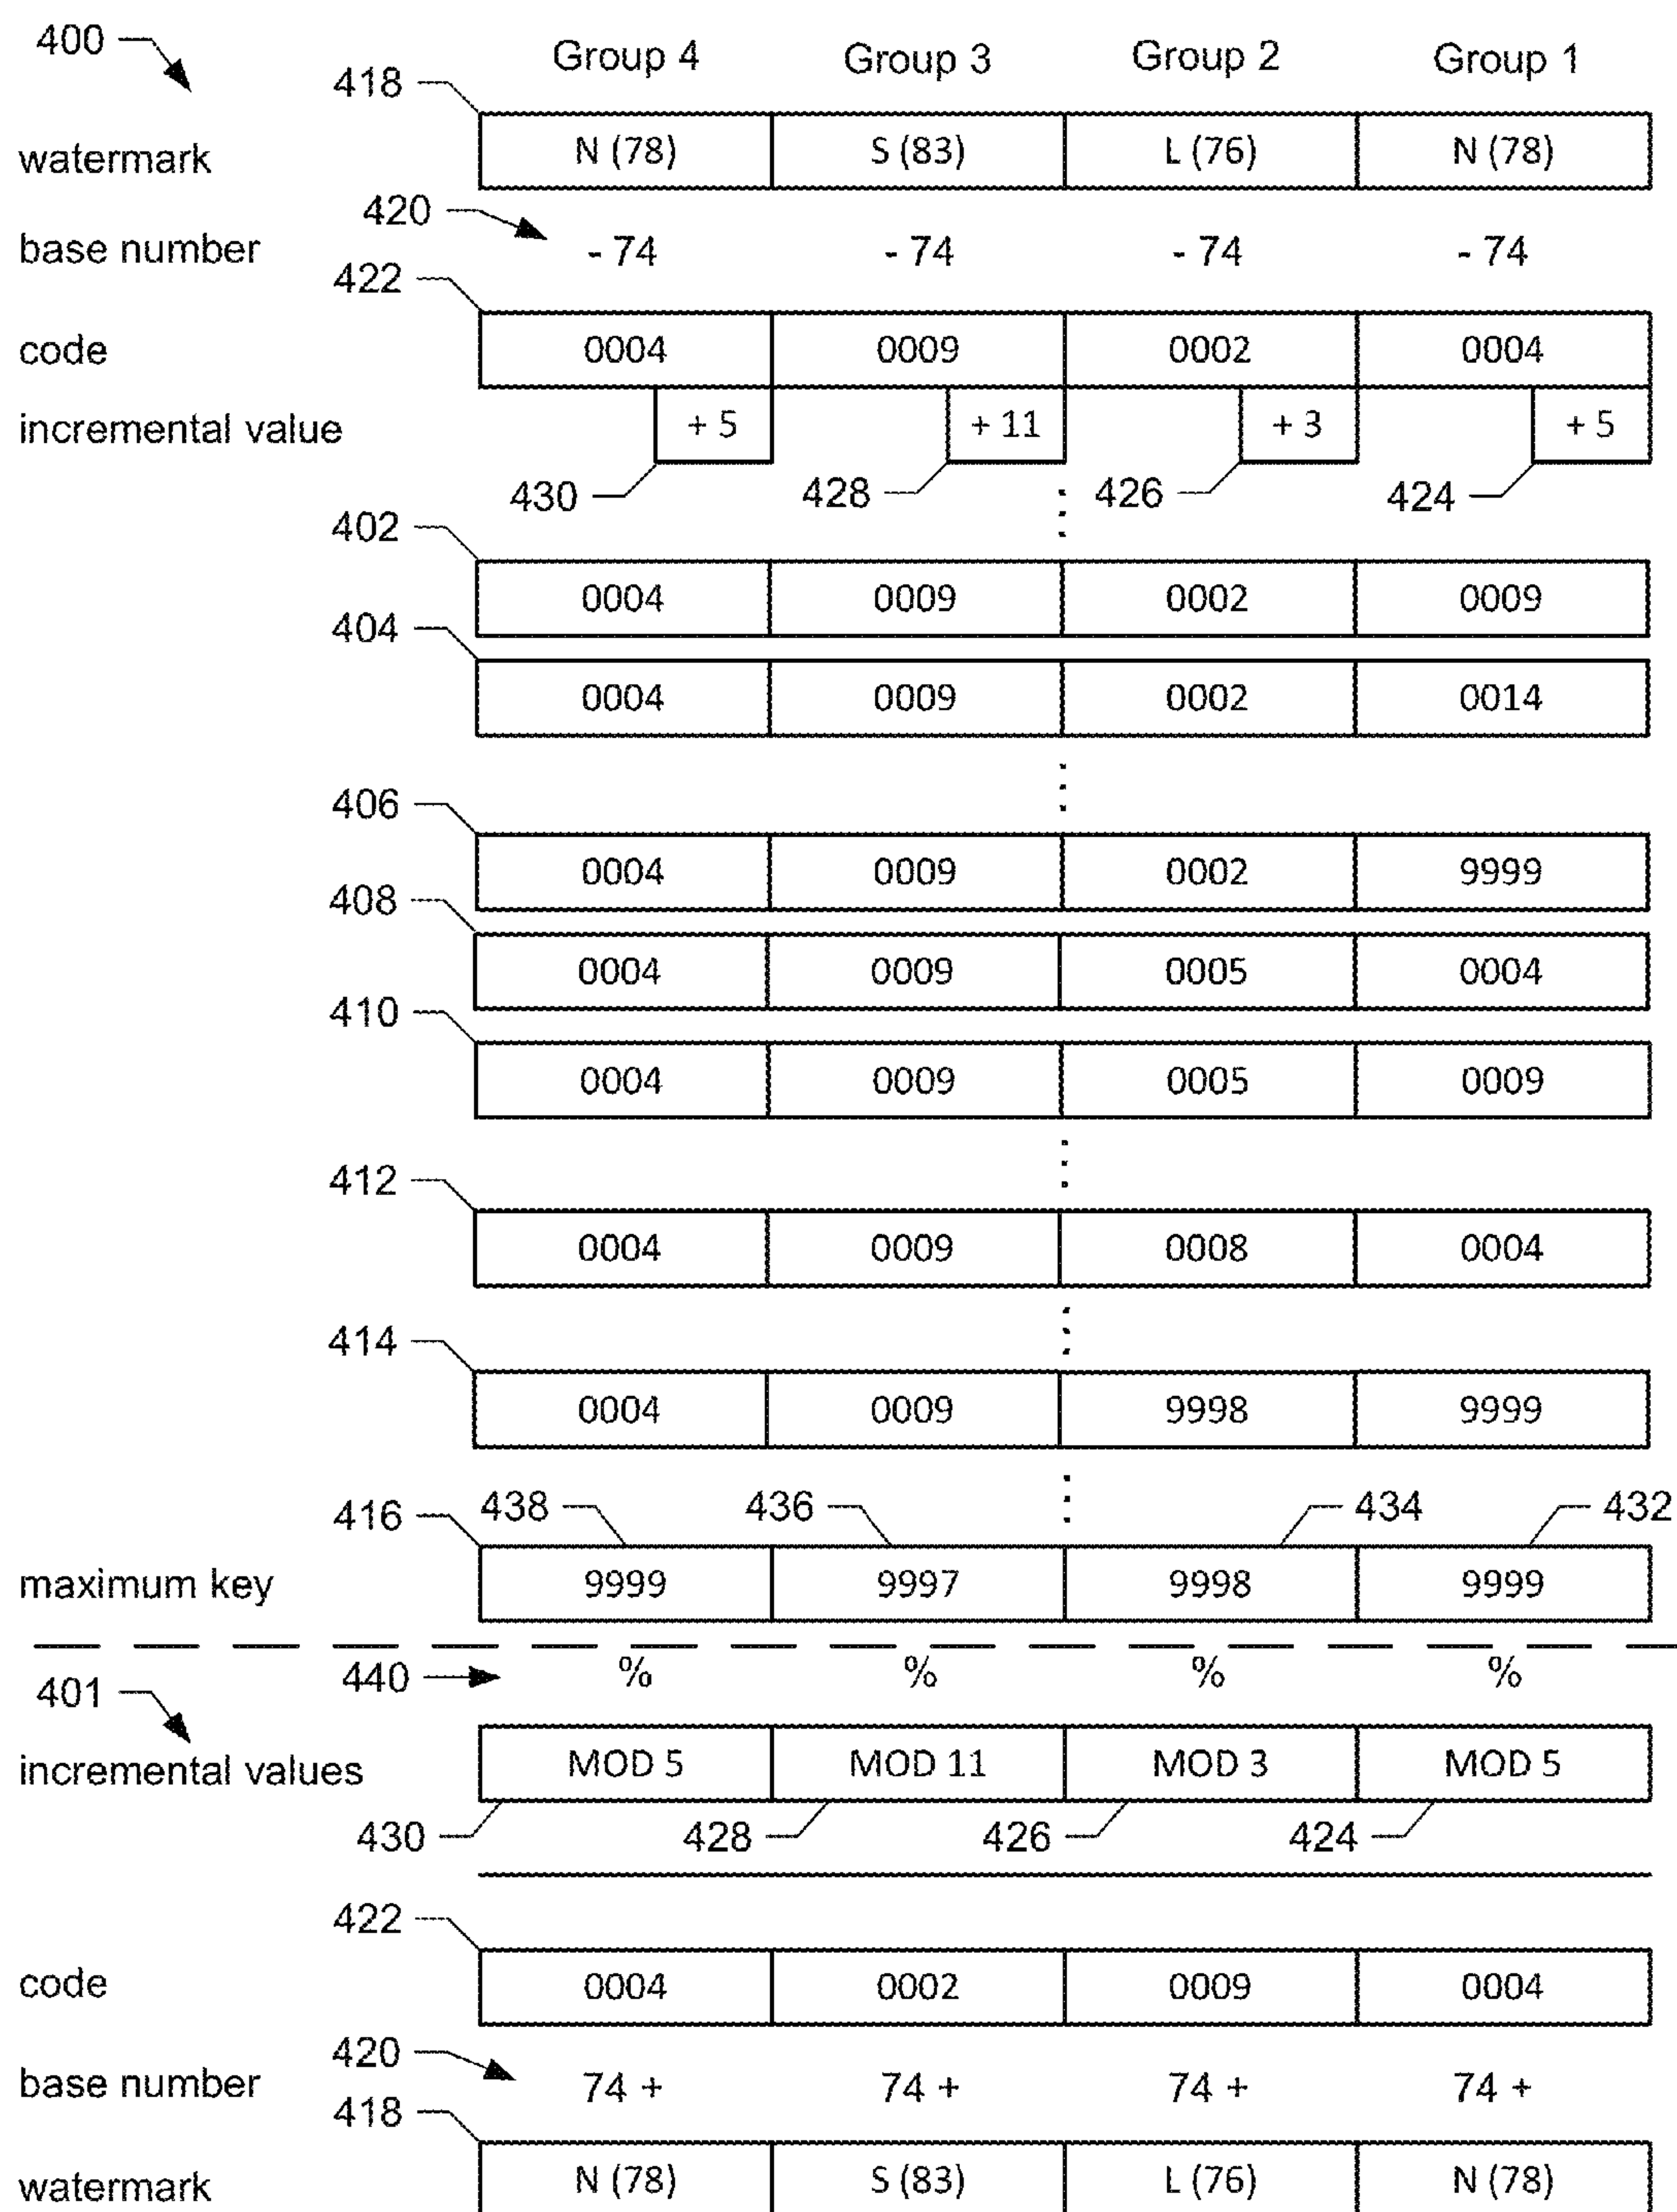 400
Group 4 Group 3 Group 2 Group 1
418
watermark N (78) S (83) L (76) N (78)
420
base number - 74 - 74 - 74 - 74
422
code 0004 0009 0002 0004
incremental value + 5 + 11 + 3 + 5
430 428 426 424
402
0004 0009 0002 0009
404
0004 0009 0002 0014
406
0004 0009 0002 9999
408
0004 0009 0005 0004
410
0004 0009 0005 0009
412
0004 0009 0008 0004
414
0004 0009 9998 9999
416 438 436 434 432
maximum key 9999 9997 9998 9999
401 440 % % % %
incremental values MOD 5 MOD 11 MOD 3 MOD 5
430 428 426 424
422
code 0004 0002 0009 0004
420
base number 74 + 74 + 74 + 74 +
418
watermark N (78) S (83) L (76) N (78)